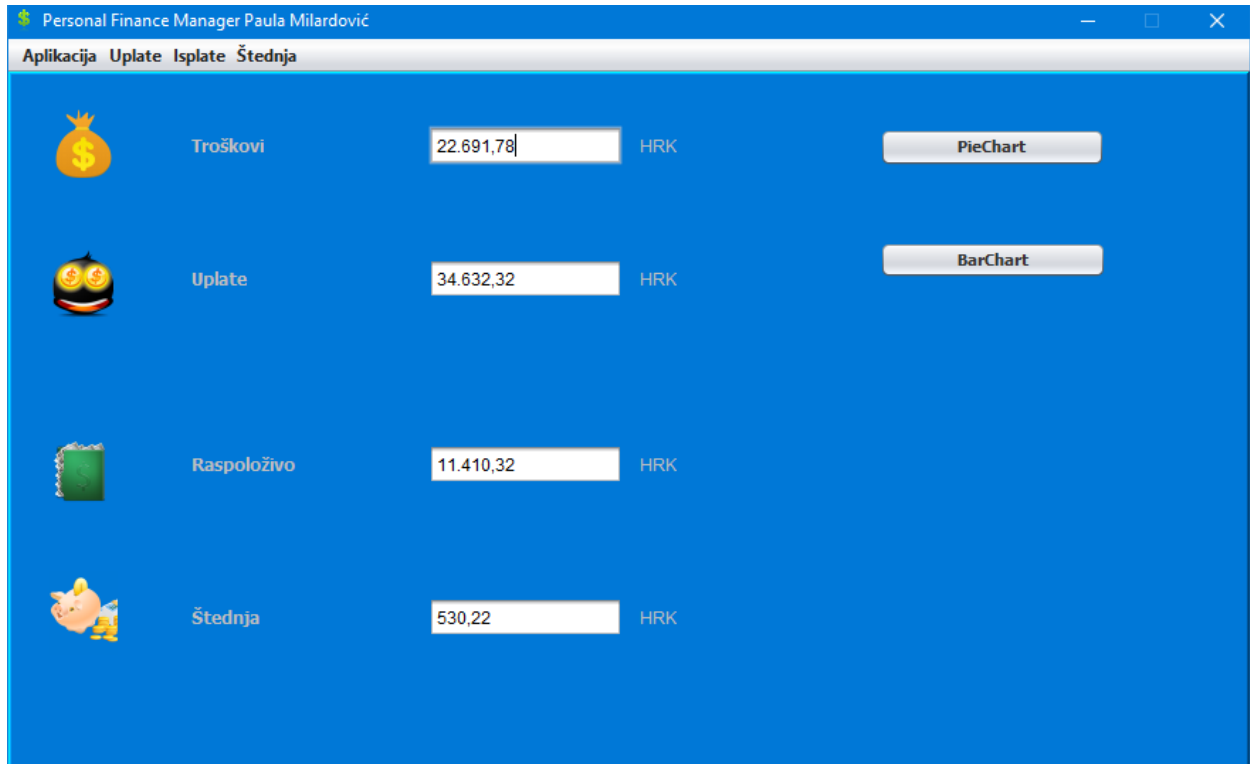 Personal Finance Manager Paula Milardović
Aplikacija Uplate Isplate Štednja
Troškovi 22.691,78 HRK PieChart
Uplate 34.632,32 HRK BarChart
Raspoloživo 11.410,32 HRK
Štednja 530,22 HRK